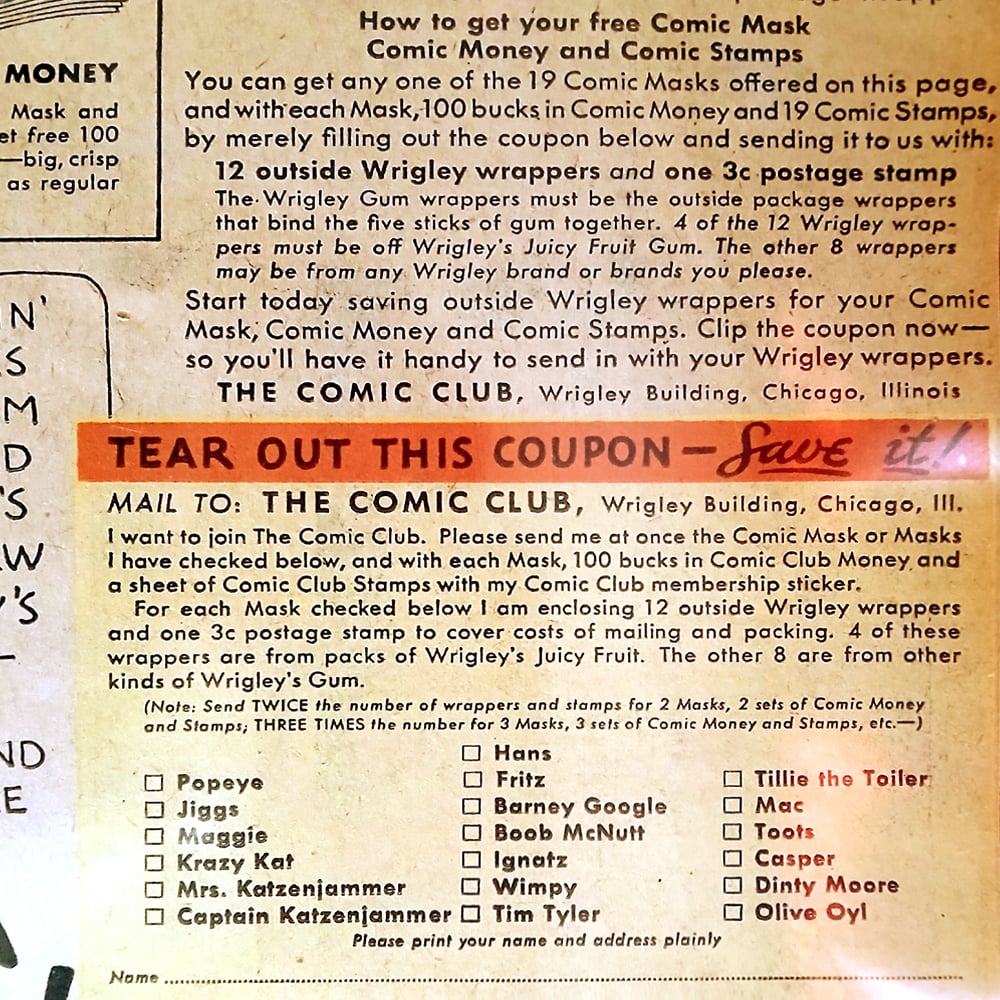 How to get your free Comic Mask
Comic Money and Comic Stamps
You can get any one of the 19 Comic Masks offered on this page,
and with each Mask, 100 bucks in Comic Money and 19 Comic Stamps,
by merely filling out the coupon below and sending it to us with:
12 outside Wrigley wrappers and one 3c postage stamp
The Wrigley Gum wrappers must be the outside package wrappers
that bind the five sticks of gum together. 4 of the 12 Wrigley wrap-
pers must be off Wrigley's Juicy Fruit Gum. The other 8 wrappers
may be from any Wrigley brand or brands you please.
Start today saving outside Wrigley wrappers for your Comic
Mask, Comic Money and Comic Stamps. Clip the coupon now—
so you'll have it handy to send in with your Wrigley wrappers.
THE COMIC CLUB, Wrigley Building, Chicago, Illinois
MONEY
Mask and
et free 100
—big, crisp
as regular
N'
S
M
D
'S
W
'S
—
ND
E
TEAR OUT THIS COUPON—Save it!
MAIL TO: THE COMIC CLUB, Wrigley Building, Chicago, Ill.
I want to join The Comic Club. Please send me at once the Comic Mask or Masks
I have checked below, and with each Mask, 100 bucks in Comic Club Money and
a sheet of Comic Club Stamps with my Comic Club membership sticker.
For each Mask checked below I am enclosing 12 outside Wrigley wrappers
and one 3c postage stamp to cover costs of mailing and packing. 4 of these
wrappers are from packs of Wrigley's Juicy Fruit. The other 8 are from other
kinds of Wrigley's Gum.
(Note: Send TWICE the number of wrappers and stamps for 2 Masks, 2 sets of Comic Money
and Stamps; THREE TIMES the number for 3 Masks, 3 sets of Comic Money and Stamps, etc.—)
Popeye
Jiggs
Maggie
Krazy Kat
Mrs. Katzenjammer
Captain Katzenjammer
Hans
Fritz
Barney Google
Boob McNutt
Ignatz
Wimpy
Tim Tyler
Tillie the Toiler
Mac
Toots
Casper
Dinty Moore
Olive Oyl
Please print your name and address plainly
Name